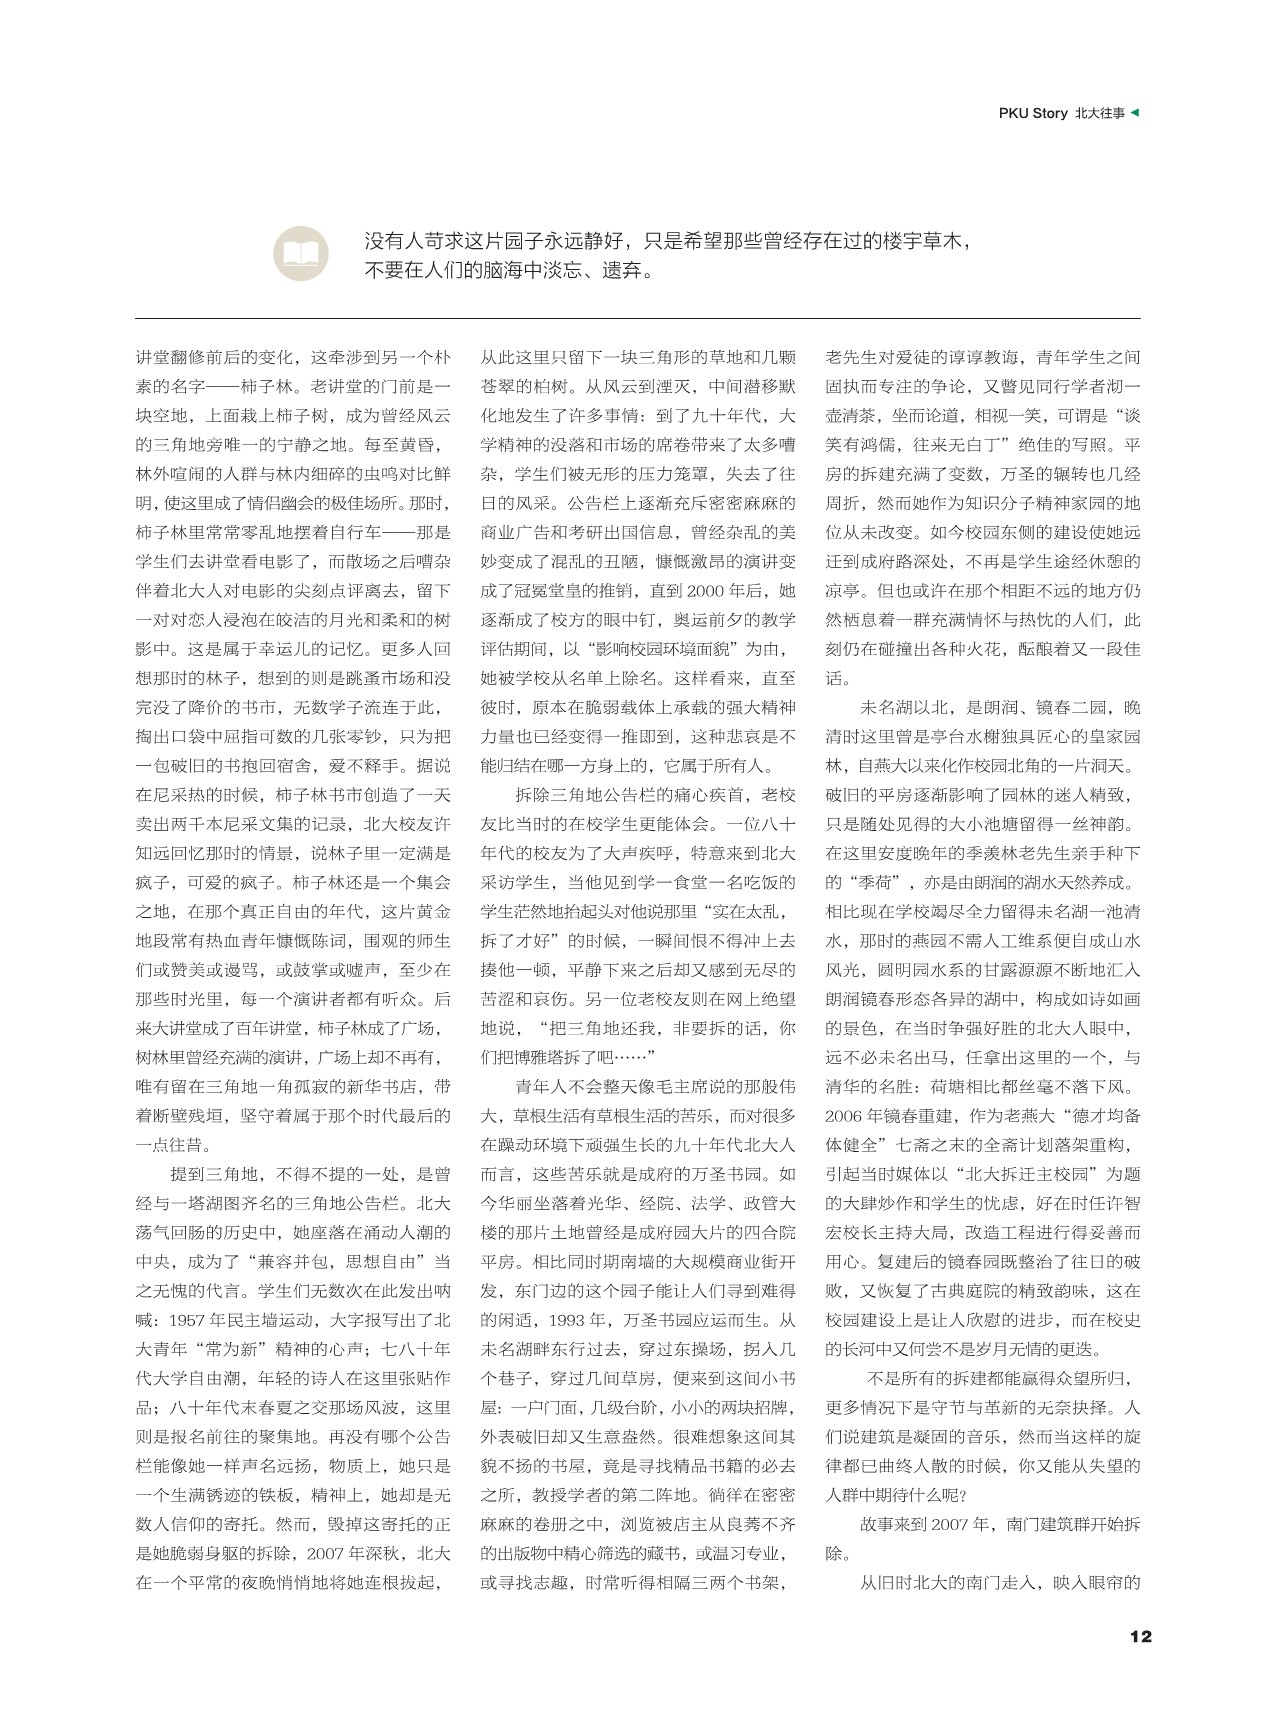 PKU Story 北大往事
没有人苛求这片园子永远静好，只是希望那些曾经存在过的楼宇草木，
不要在人们的脑海中淡忘、遗弃。
讲堂翻修前后的变化，这牵涉到另一个朴
素的名字——柿子林。老讲堂的门前是一
块空地，上面栽上柿子树，成为曾经风云
的三角地旁唯一的宁静之地。每至黄昏，
林外喧闹的人群与林内细碎的虫鸣对比鲜
明，使这里成了情侣幽会的极佳场所。那时，
柿子林里常常零乱地摆着自行车——那是
学生们去讲堂看电影了，而散场之后嘈杂
伴着北大人对电影的尖刻点评离去，留下
一对对恋人浸泡在皎洁的月光和柔和的树
影中。这是属于幸运儿的记忆。更多人回
想那时的林子，想到的则是跳蚤市场和没
完没了降价的书市，无数学子流连于此，
掏出口袋中屈指可数的几张零钞，只为把
一包破旧的书抱回宿舍，爱不释手。据说
在尼采热的时候，柿子林书市创造了一天
卖出两千本尼采文集的记录，北大校友许
知远回忆那时的情景，说林子里一定满是
疯子，可爱的疯子。柿子林还是一个集会
之地，在那个真正自由的年代，这片黄金
地段常有热血青年慷慨陈词，围观的师生
们或赞美或谩骂，或鼓掌或嘘声，至少在
那些时光里，每一个演讲者都有听众。后
来大讲堂成了百年讲堂，柿子林成了广场，
树林里曾经充满的演讲，广场上却不再有，
唯有留在三角地一角孤寂的新华书店，带
着断壁残垣，坚守着属于那个时代最后的
一点往昔。
提到三角地，不得不提的一处，是曾
经与一塔湖图齐名的三角地公告栏。北大
荡气回肠的历史中，她座落在涌动人潮的
中央，成为了“兼容并包，思想自由”当
之无愧的代言。学生们无数次在此发出呐
喊：1957 年民主墙运动，大字报写出了北
大青年“常为新”精神的心声；七八十年
代大学自由潮，年轻的诗人在这里张贴作
品；八十年代末春夏之交那场风波，这里
则是报名前往的聚集地。再没有哪个公告
栏能像她一样声名远扬，物质上，她只是
一个生满锈迹的铁板，精神上，她却是无
数人信仰的寄托。然而，毁掉这寄托的正
是她脆弱身躯的拆除，2007 年深秋，北大
在一个平常的夜晚悄悄地将她连根拔起，
从此这里只留下一块三角形的草地和几颗
苍翠的柏树。从风云到湮灭，中间潜移默
化地发生了许多事情：到了九十年代，大
学精神的没落和市场的席卷带来了太多嘈
杂，学生们被无形的压力笼罩，失去了往
日的风采。公告栏上逐渐充斥密密麻麻的
商业广告和考研出国信息，曾经杂乱的美
妙变成了混乱的丑陋，慷慨激昂的演讲变
成了冠冕堂皇的推销，直到 2000 年后，她
逐渐成了校方的眼中钉，奥运前夕的教学
评估期间，以“影响校园环境面貌”为由，
她被学校从名单上除名。这样看来，直至
彼时，原本在脆弱载体上承载的强大精神
力量也已经变得一推即到，这种悲哀是不
能归结在哪一方身上的，它属于所有人。
拆除三角地公告栏的痛心疾首，老校
友比当时的在校学生更能体会。一位八十
年代的校友为了大声疾呼，特意来到北大
采访学生，当他见到学一食堂一名吃饭的
学生茫然地抬起头对他说那里“实在太乱，
拆了才好”的时候，一瞬间恨不得冲上去
揍他一顿，平静下来之后却又感到无尽的
苦涩和哀伤。另一位老校友则在网上绝望
地说，“把三角地还我，非要拆的话，你
们把博雅塔拆了吧……”
青年人不会整天像毛主席说的那般伟
大，草根生活有草根生活的苦乐，而对很多
在躁动环境下顽强生长的九十年代北大人
而言，这些苦乐就是成府的万圣书园。如
今华丽坐落着光华、经院、法学、政管大
楼的那片土地曾经是成府园大片的四合院
平房。相比同时期南墙的大规模商业街开
发，东门边的这个园子能让人们寻到难得
的闲适，1993 年，万圣书园应运而生。从
未名湖畔东行过去，穿过东操场，拐入几
个巷子，穿过几间草房，便来到这间小书
屋：一户门面，几级台阶，小小的两块招牌，
外表破旧却又生意盎然。很难想象这间其
貌不扬的书屋，竟是寻找精品书籍的必去
之所，教授学者的第二阵地。徜徉在密密
麻麻的卷册之中，浏览被店主从良莠不齐
的出版物中精心筛选的藏书，或温习专业，
或寻找志趣，时常听得相隔三两个书架，
老先生对爱徒的谆谆教诲，青年学生之间
固执而专注的争论，又瞥见同行学者沏一
壶清茶，坐而论道，相视一笑，可谓是“谈
笑有鸿儒，往来无白丁”绝佳的写照。平
房的拆建充满了变数，万圣的辗转也几经
周折，然而她作为知识分子精神家园的地
位从未改变。如今校园东侧的建设使她远
迁到成府路深处，不再是学生途经休憩的
凉亭。但也或许在那个相距不远的地方仍
然栖息着一群充满情怀与热忱的人们，此
刻仍在碰撞出各种火花，酝酿着又一段佳
话。
未名湖以北，是朗润、镜春二园，晚
清时这里曾是亭台水榭独具匠心的皇家园
林，自燕大以来化作校园北角的一片洞天。
破旧的平房逐渐影响了园林的迷人精致，
只是随处见得的大小池塘留得一丝神韵。
在这里安度晚年的季羡林老先生亲手种下
的“季荷”，亦是由朗润的湖水天然养成。
相比现在学校竭尽全力留得未名湖一池清
水，那时的燕园不需人工维系便自成山水
风光，圆明园水系的甘露源源不断地汇入
朗润镜春形态各异的湖中，构成如诗如画
的景色，在当时争强好胜的北大人眼中，
远不必未名出马，任拿出这里的一个，与
清华的名胜：荷塘相比都丝毫不落下风。
2006 年镜春重建，作为老燕大“德才均备
体健全”七斋之末的全斋计划落架重构，
引起当时媒体以“北大拆迁主校园”为题
的大肆炒作和学生的忧虑，好在时任许智
宏校长主持大局，改造工程进行得妥善而
用心。复建后的镜春园既整治了往日的破
败，又恢复了古典庭院的精致韵味，这在
校园建设上是让人欣慰的进步，而在校史
的长河中又何尝不是岁月无情的更迭。
不是所有的拆建都能赢得众望所归，
更多情况下是守节与革新的无奈抉择。人
们说建筑是凝固的音乐，然而当这样的旋
律都已曲终人散的时候，你又能从失望的
人群中期待什么呢？
故事来到 2007 年，南门建筑群开始拆
除。
从旧时北大的南门走入，映入眼帘的
12